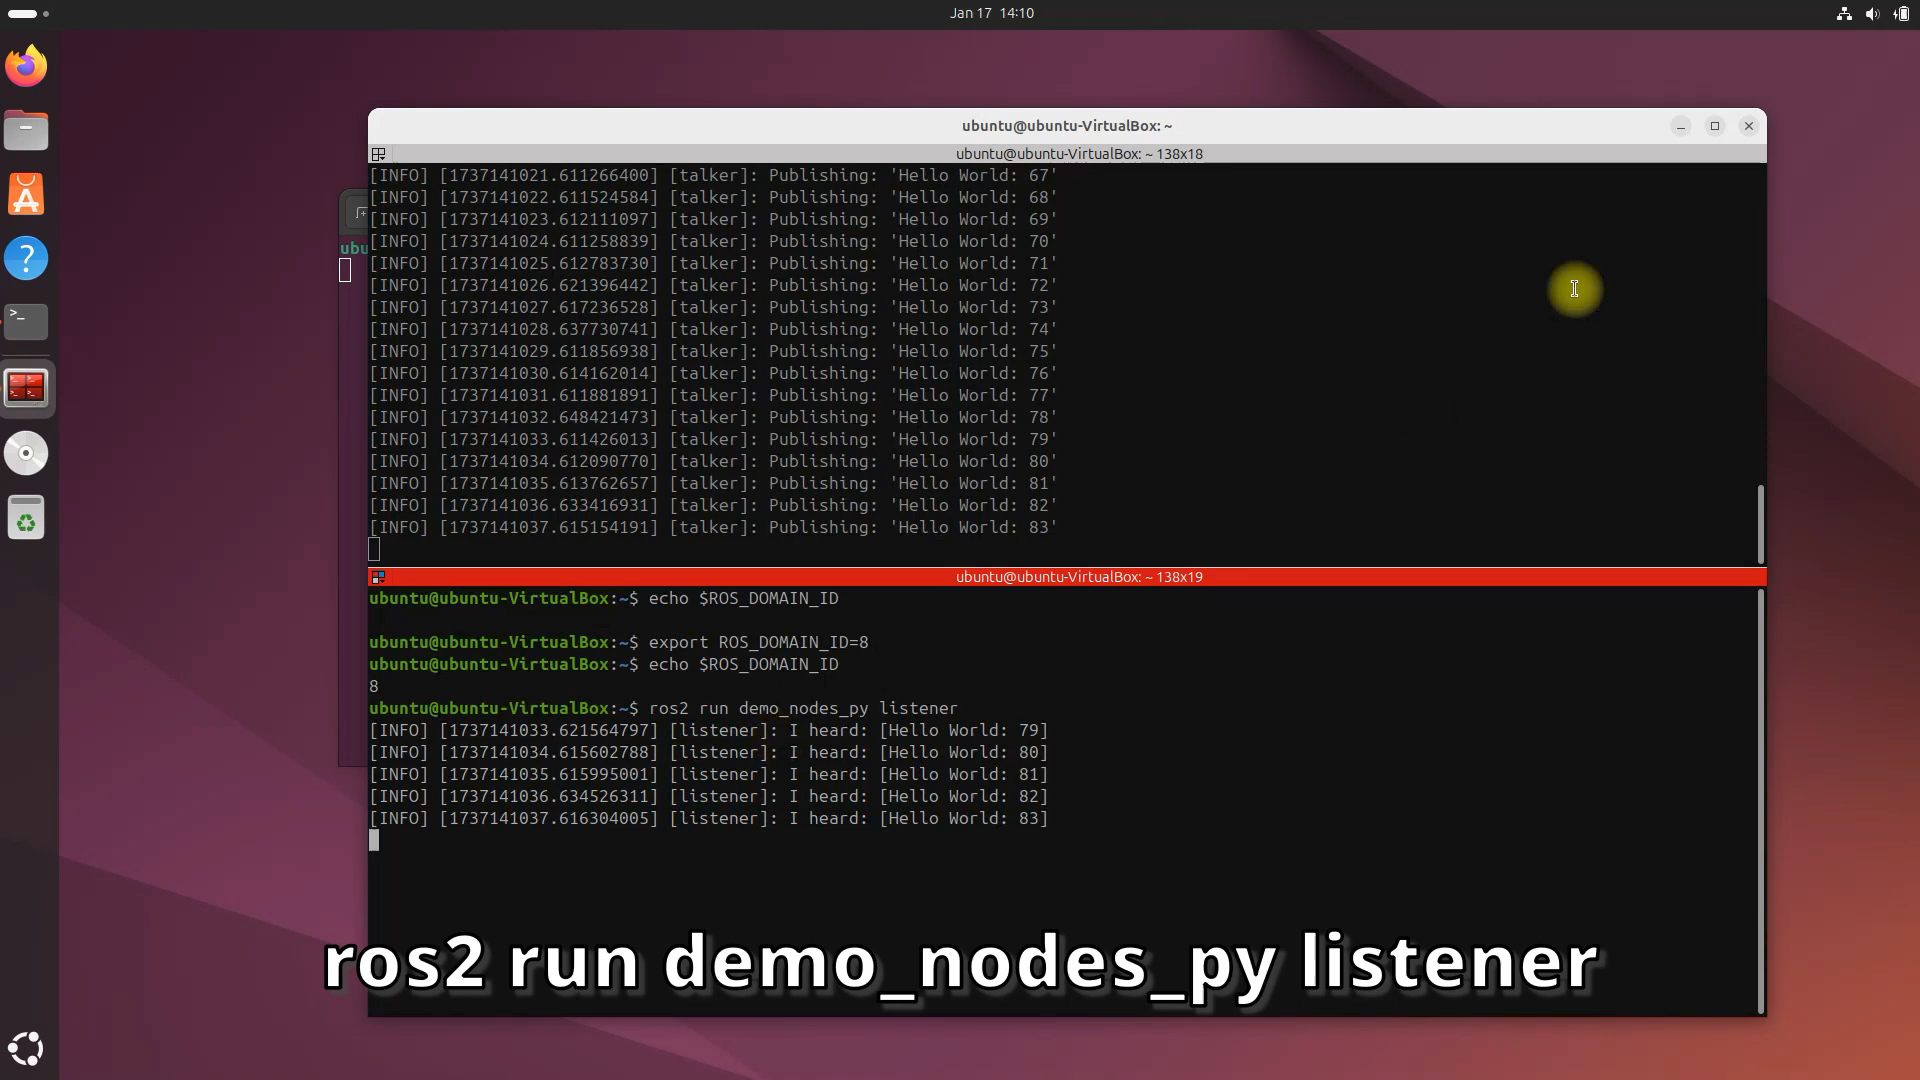 Jan 17 14:10
ubuntu@ubuntu-VirtualBox: ~
ubuntu@ubuntu-VirtualBox: ~ 138x18
[INFO] [1737141021.611266400] [talker]: Publishing: 'Hello World: 67'
[INFO] [1737141022.611524584] [talker]: Publishing: 'Hello World: 68'
[INFO] [1737141023.612111097] [talker]: Publishing: 'Hello World: 69'
[INFO] [1737141024.611258839] [talker]: Publishing: 'Hello World: 70'
[INFO] [1737141025.612783730] [talker]: Publishing: 'Hello World: 71'
[INFO] [1737141026.621396442] [talker]: Publishing: 'Hello World: 72'
[INFO] [1737141027.617236528] [talker]: Publishing: 'Hello World: 73'
[INFO] [1737141028.637730741] [talker]: Publishing: 'Hello World: 74'
[INFO] [1737141029.611856938] [talker]: Publishing: 'Hello World: 75'
[INFO] [1737141030.614162014] [talker]: Publishing: 'Hello World: 76'
[INFO] [1737141031.611881891] [talker]: Publishing: 'Hello World: 77'
[INFO] [1737141032.648421473] [talker]: Publishing: 'Hello World: 78'
[INFO] [1737141033.611426013] [talker]: Publishing: 'Hello World: 79'
[INFO] [1737141034.612090770] [talker]: Publishing: 'Hello World: 80'
[INFO] [1737141035.613762657] [talker]: Publishing: 'Hello World: 81'
[INFO] [1737141036.633416931] [talker]: Publishing: 'Hello World: 82'
[INFO] [1737141037.615154191] [talker]: Publishing: 'Hello World: 83'
ubu
ubuntu@ubuntu-VirtualBox: ~ 138x19
ubuntu@ubuntu-VirtualBox:~$ echo $ROS_DOMAIN_ID
ubuntu@ubuntu-VirtualBox:~$ export ROS_DOMAIN_ID=8
ubuntu@ubuntu-VirtualBox:~$ echo $ROS_DOMAIN_ID
8
ubuntu@ubuntu-VirtualBox:~$ ros2 run demo_nodes_py listener
[INFO] [1737141033.621564797] [listener]: I heard: [Hello World: 79]
[INFO] [1737141034.615602788] [listener]: I heard: [Hello World: 80]
[INFO] [1737141035.615995001] [listener]: I heard: [Hello World: 81]
[INFO] [1737141036.634526311] [listener]: I heard: [Hello World: 82]
[INFO] [1737141037.616304005] [listener]: I heard: [Hello World: 83]
ros2 run demo_nodes_py listener